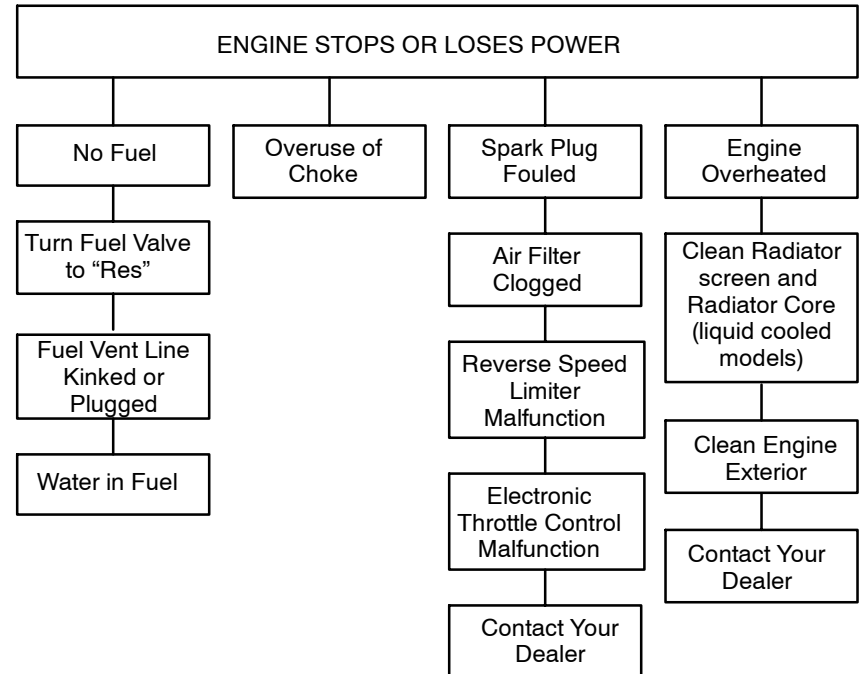 ENGINE STOPS OR LOSES POWER
No Fuel
Turn Fuel Valve
to “Res”
Fuel Vent Line
Kinked or
Plugged
Water in Fuel
Overuse of
Choke
Spark Plug
Fouled
Air Filter
Clogged
Reverse Speed
Limiter
Malfunction
Electronic
Throttle Control
Malfunction
Contact Your
Dealer
Engine
Overheated
Clean Radiator
screen and
Radiator Core
(liquid cooled
models)
Clean Engine
Exterior
Contact Your
Dealer